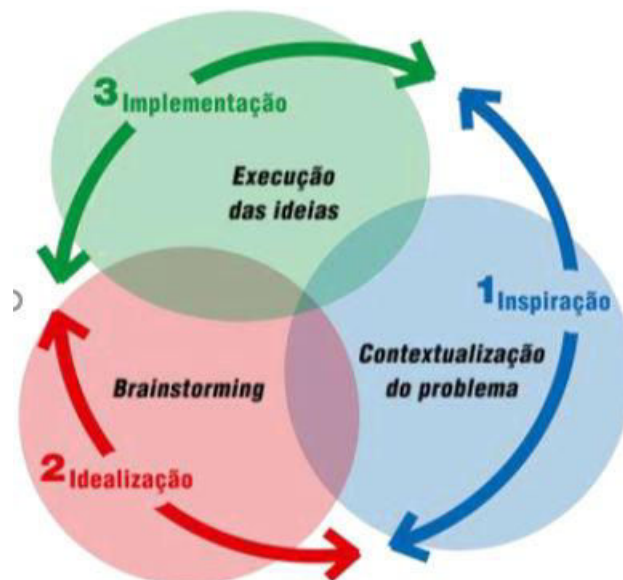 3 Implementação
Execução
das ideias
1 Inspiração
Contextualização
do problema
Brainstorming
2 Idealização